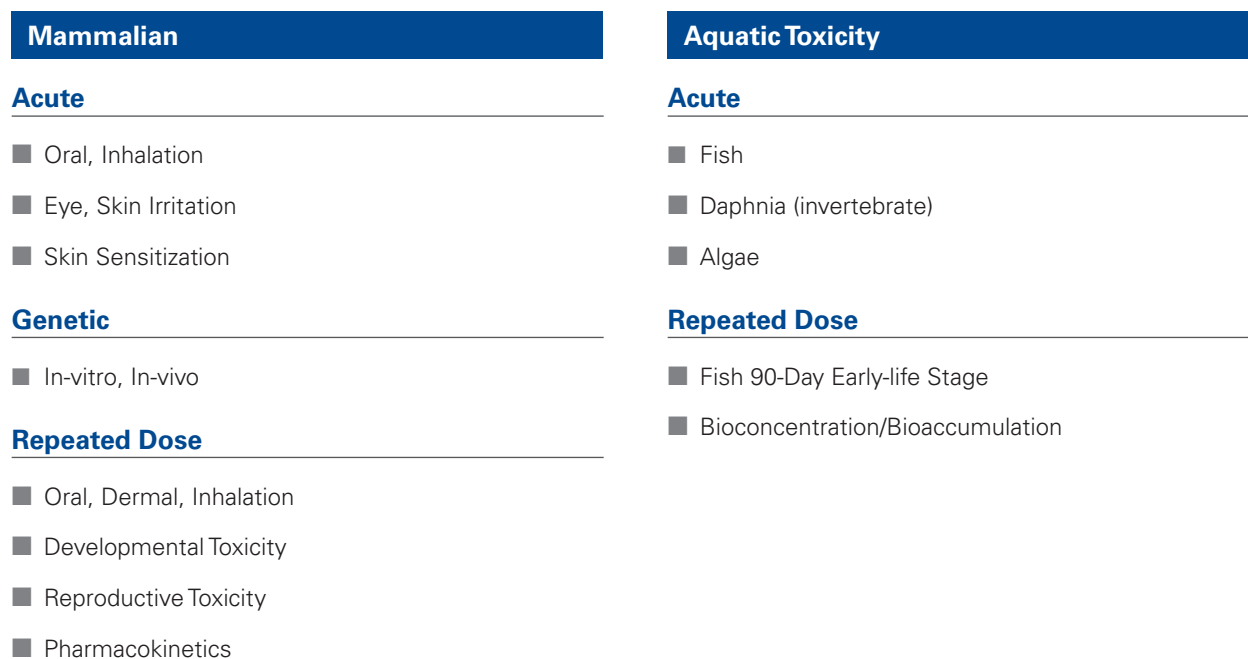 Mammalian
Acute
Oral, Inhalation
Eye, Skin Irritation
Skin Sensitization
Genetic
In-vitro, In-vivo
Repeated Dose
Oral, Dermal, Inhalation
Developmental Toxicity
Reproductive Toxicity
Pharmacokinetics
Aquatic Toxicity
Acute
Fish
Daphnia (invertebrate)
Algae
Repeated Dose
Fish 90-Day Early-life Stage
Bioconcentration/Bioaccumulation